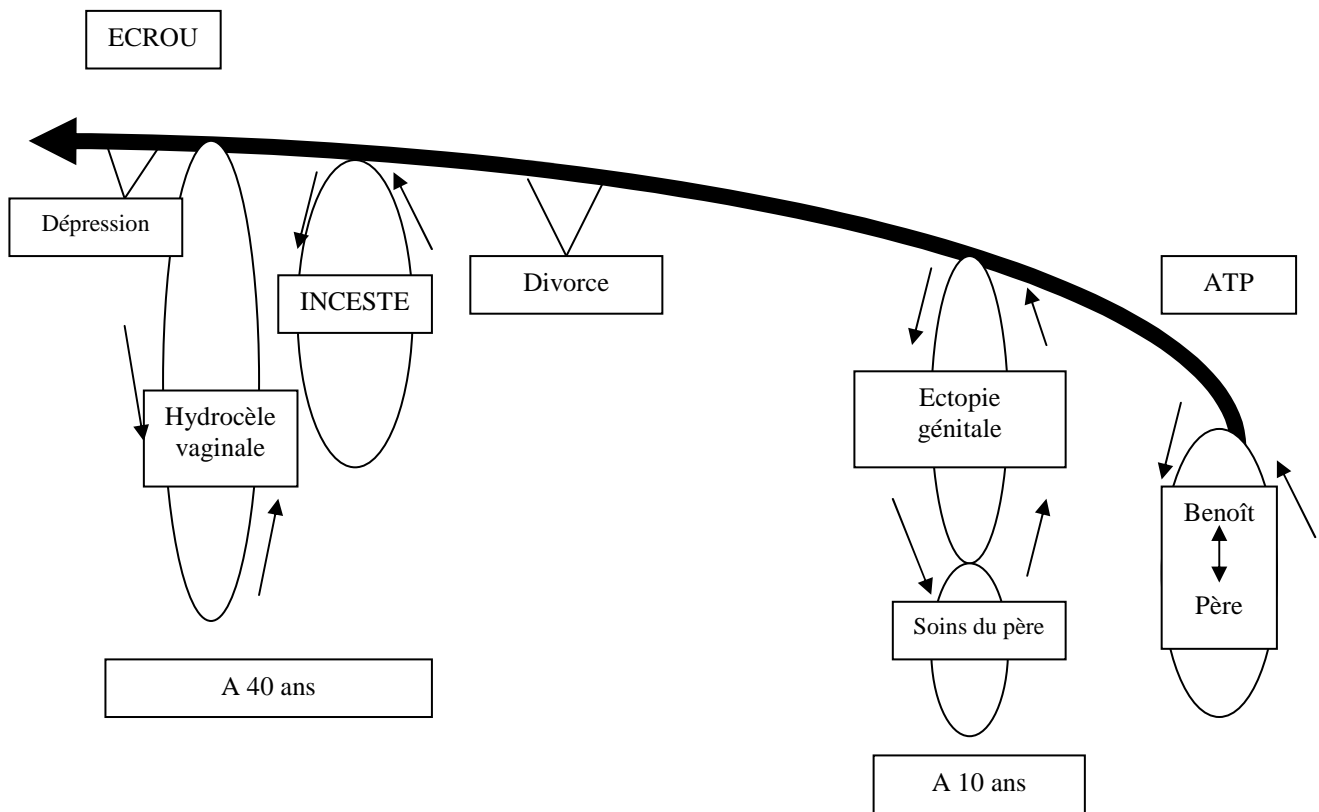 ECROU
Dépression
INCESTE
Divorce
ATP
Hydrocèle
vaginale
Ectopie
génitale
Benoît
Père
Soins du père
A 40 ans
A 10 ans